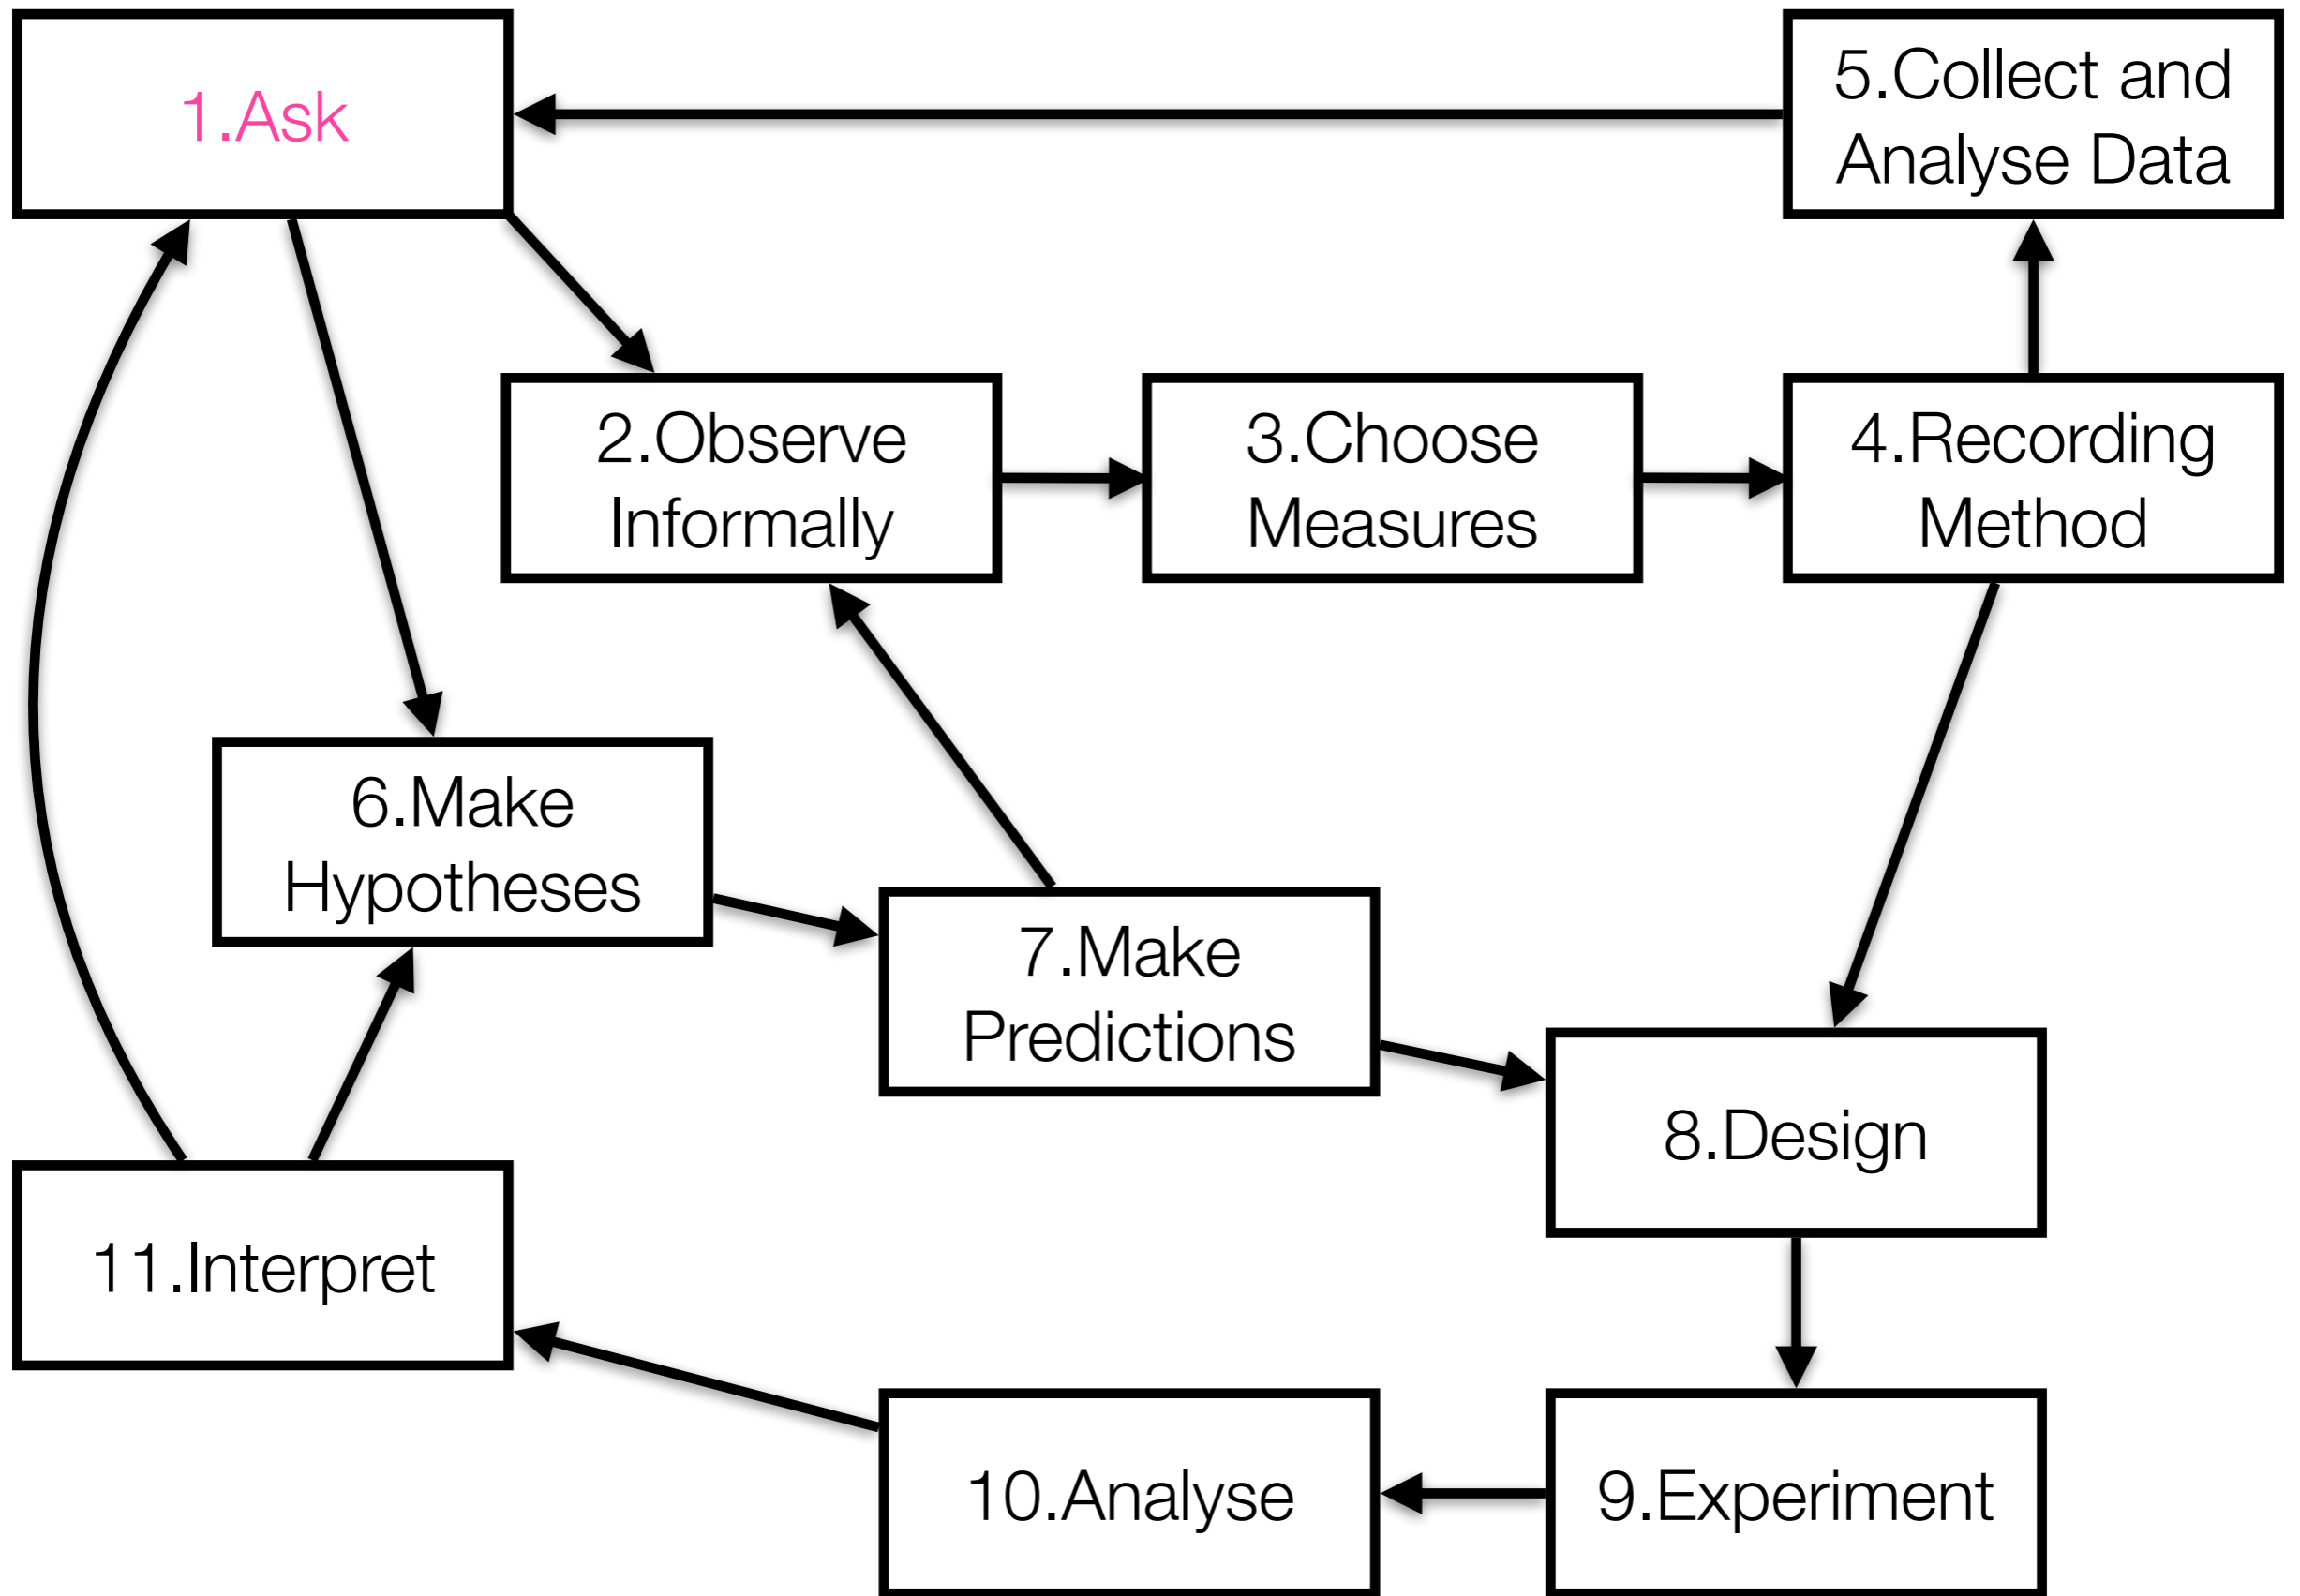 1.Ask
5.Collect and
Analyse Data
2.Observe
Informally
3.Choose
Measures
4.Recording
Method
6.Make
Hypotheses
7.Make
Predictions
8.Design
11.Interpret
10.Analyse
9.Experiment